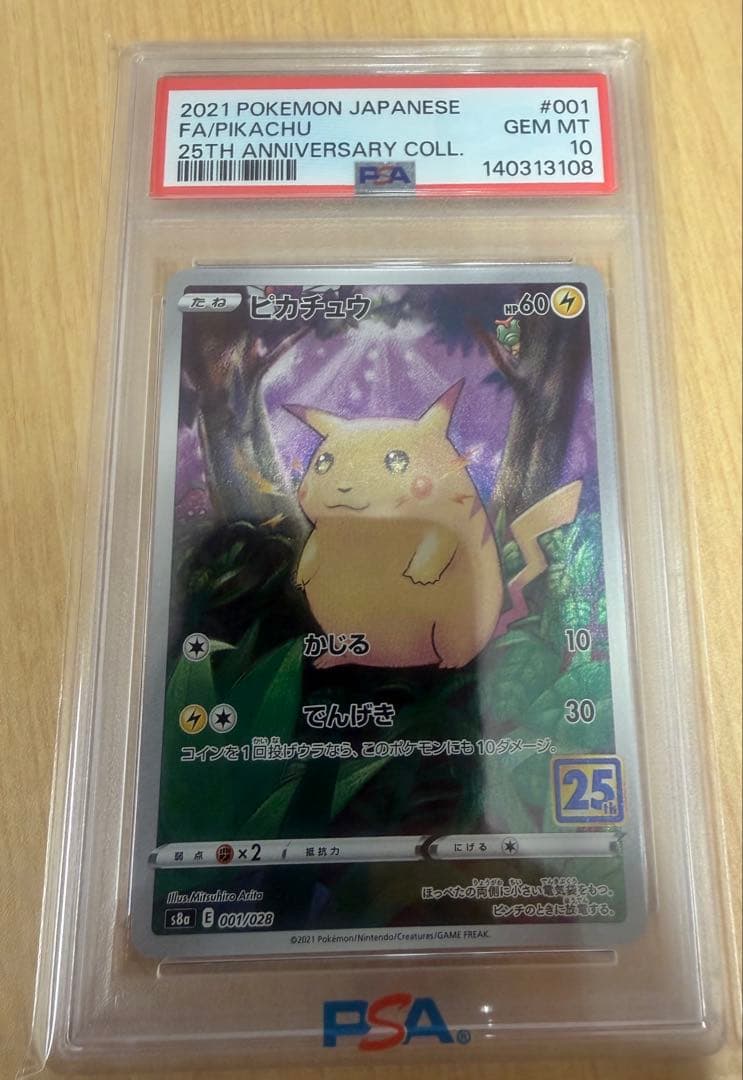 2021 POKEMON JAPANESE #001
FA/PIKACHU GEM MT
25TH ANNIVERSARY COLL. 10
PSA 140313108
たね ピカチュウ HP60
かじる 10
でんげき 30
コインを1回投げウラなら、このポケモンにも10ダメージ。
25th
弱点 ×2 抵抗力 にげる
Illus. Mitsuhiro Arita
ほっぺたの両側に小さい電気袋をもつ。
ピンチのときに放電する。
s8a E 001/028
©2021 Pokémon/Nintendo/Creatures/GAME FREAK.
PSA®